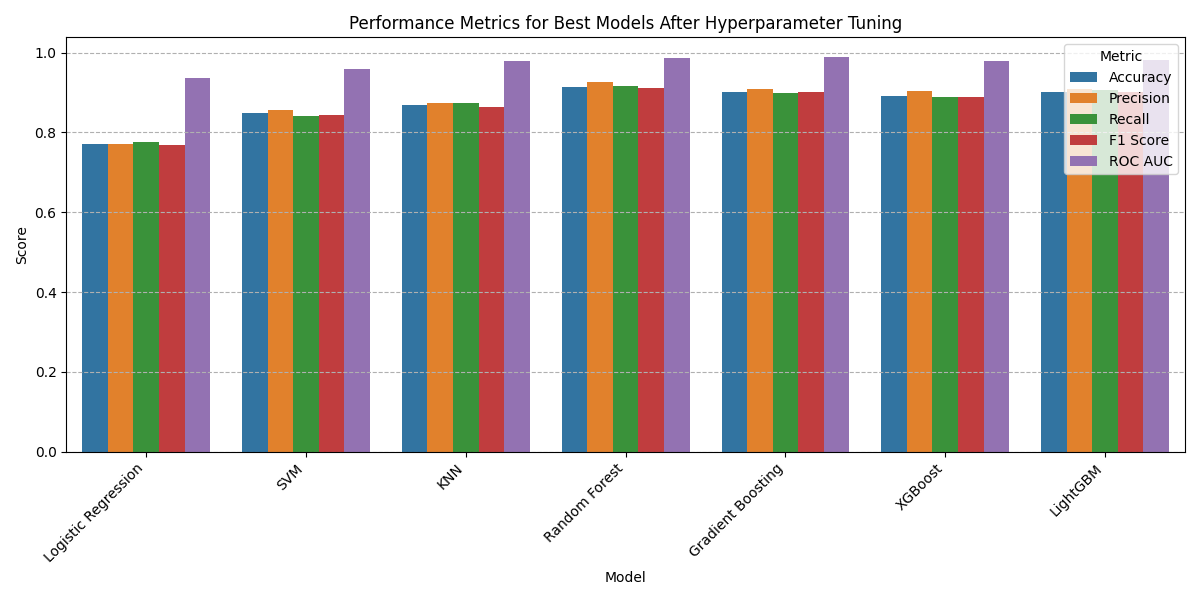 Performance Metrics for Best Models After Hyperparameter Tuning
Score
1.0
0.8
0.6
0.4
0.2
0.0
Metric
Accuracy
Precision
Recall
F1 Score
ROC AUC
Logistic Regression
SVM
KNN
Random Forest
Gradient Boosting
XGBoost
LightGBM
Model